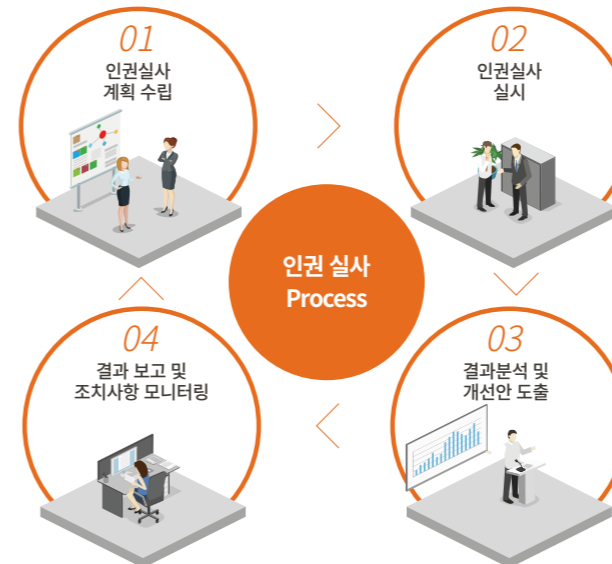 01
인권실사
계획 수립
02
인권실사
실시
인권 실사
Process
03
결과분석 및
개선안 도출
04
결과 보고 및
조치사항 모니터링